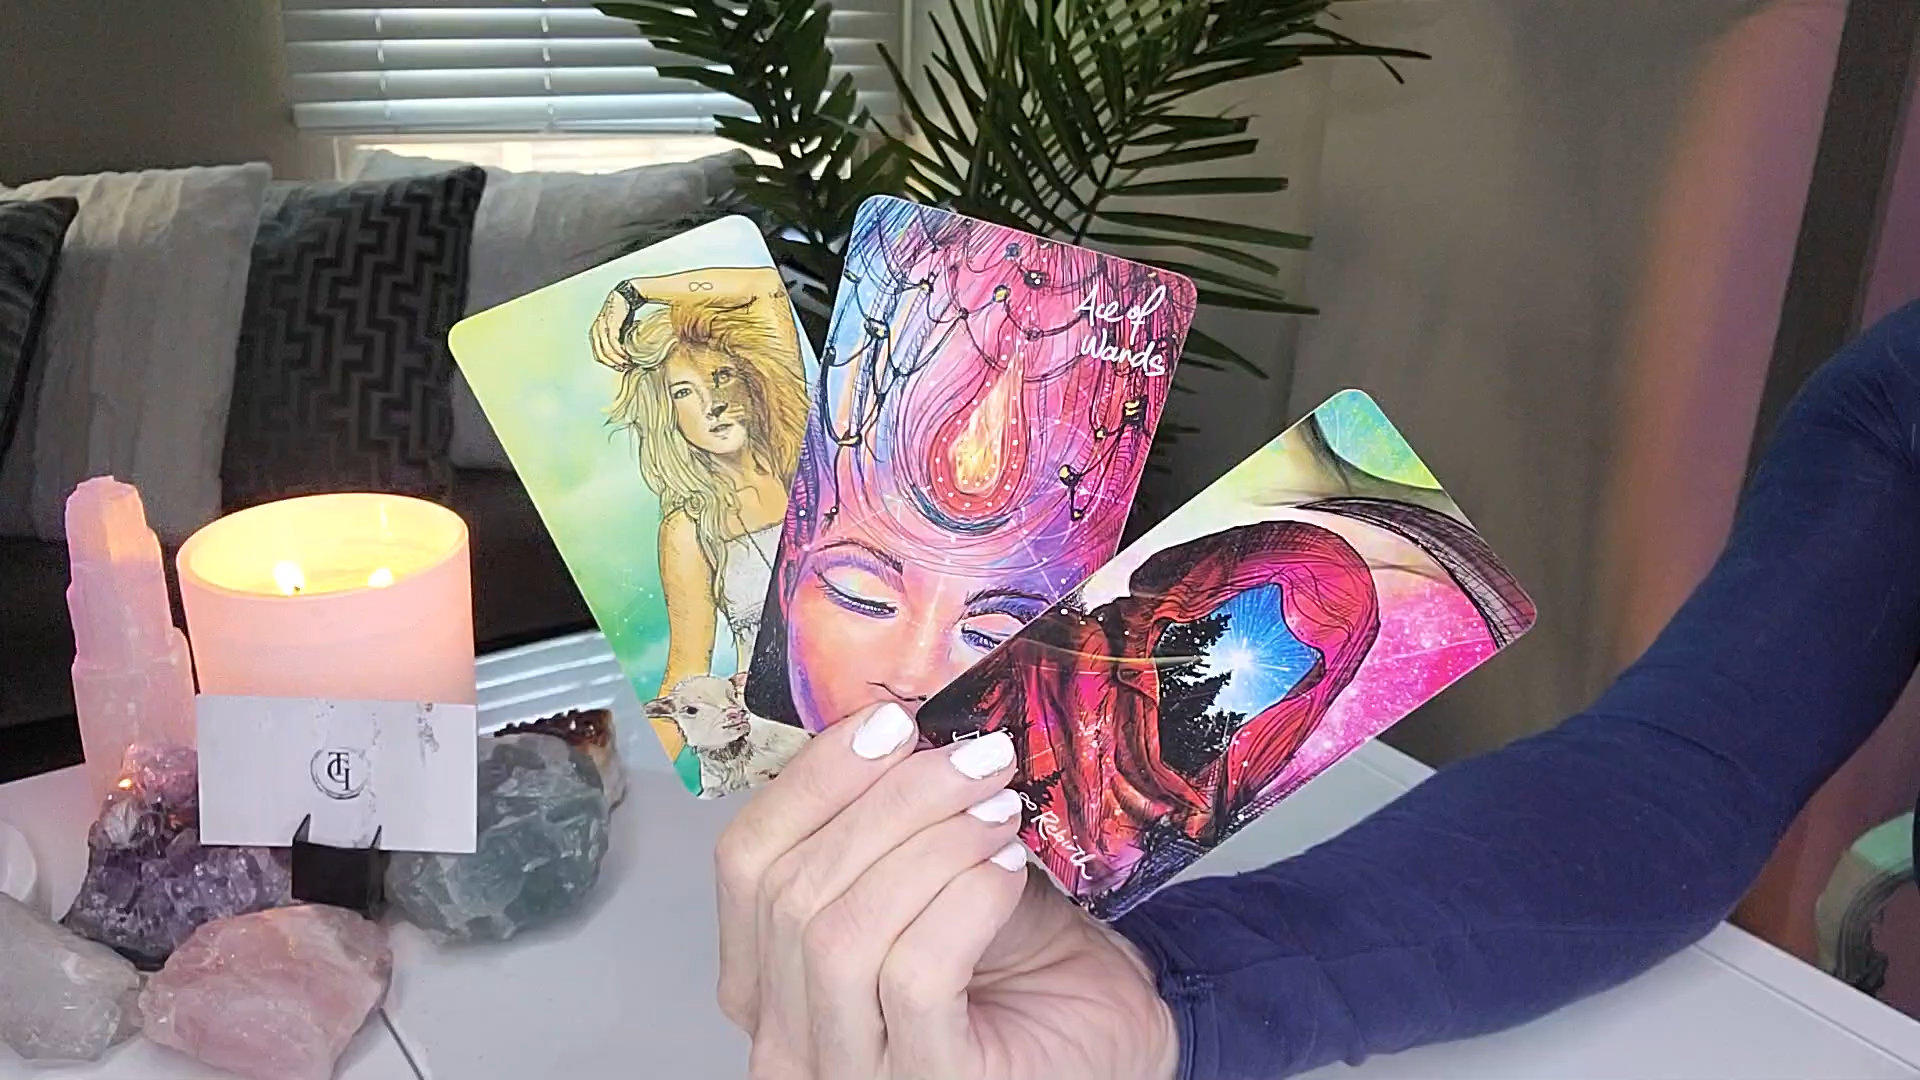 Ace of
Wands
∞ Rebirth